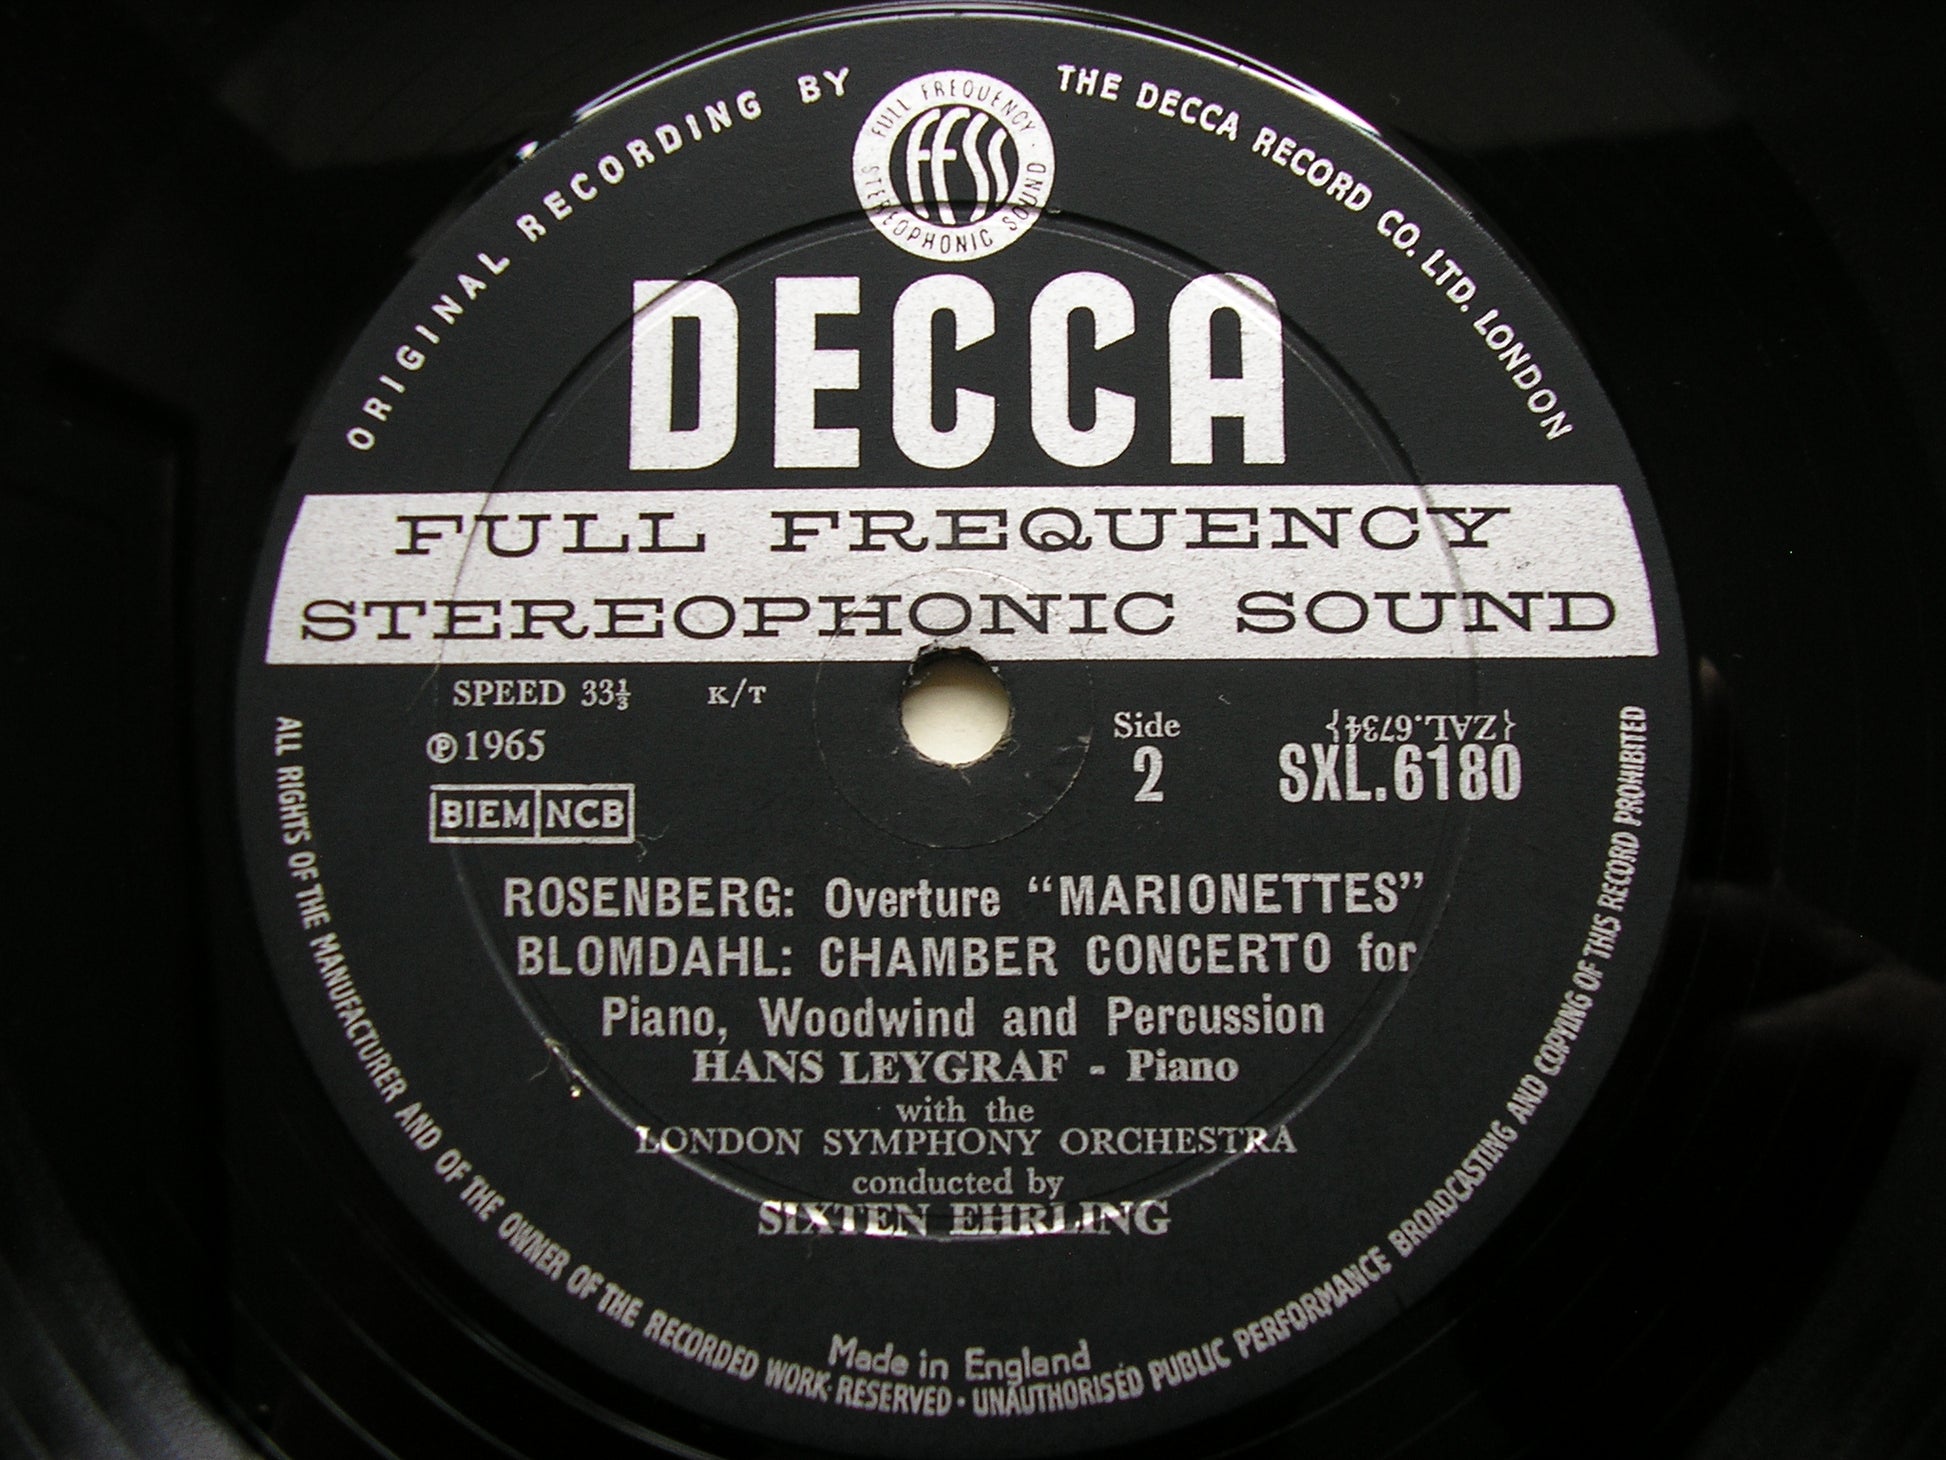 ORIGINAL RECORDING BY THE DECCA RECORD CO. LTD. LONDON
FULL FREQUENCY
ffss
STEREOPHONIC SOUND
DECCA
FULL FREQUENCY
STEREOPHONIC SOUND
SPEED 33⅓ K/T
℗1965
BIEM NCB
Side
2
{ZAL.6734}
SXL.6180
ROSENBERG: Overture “MARIONETTES”
BLOMDAHL: CHAMBER CONCERTO for
Piano, Woodwind and Percussion
HANS LEYGRAF - Piano
with the
LONDON SYMPHONY ORCHESTRA
conducted by
SIXTEN EHRLING
Made in England
ALL RIGHTS OF THE MANUFACTURER AND OF THE OWNER OF THE RECORDED WORK RESERVED · UNAUTHORISED PUBLIC PERFORMANCE BROADCASTING AND COPYING OF THIS RECORD PROHIBITED